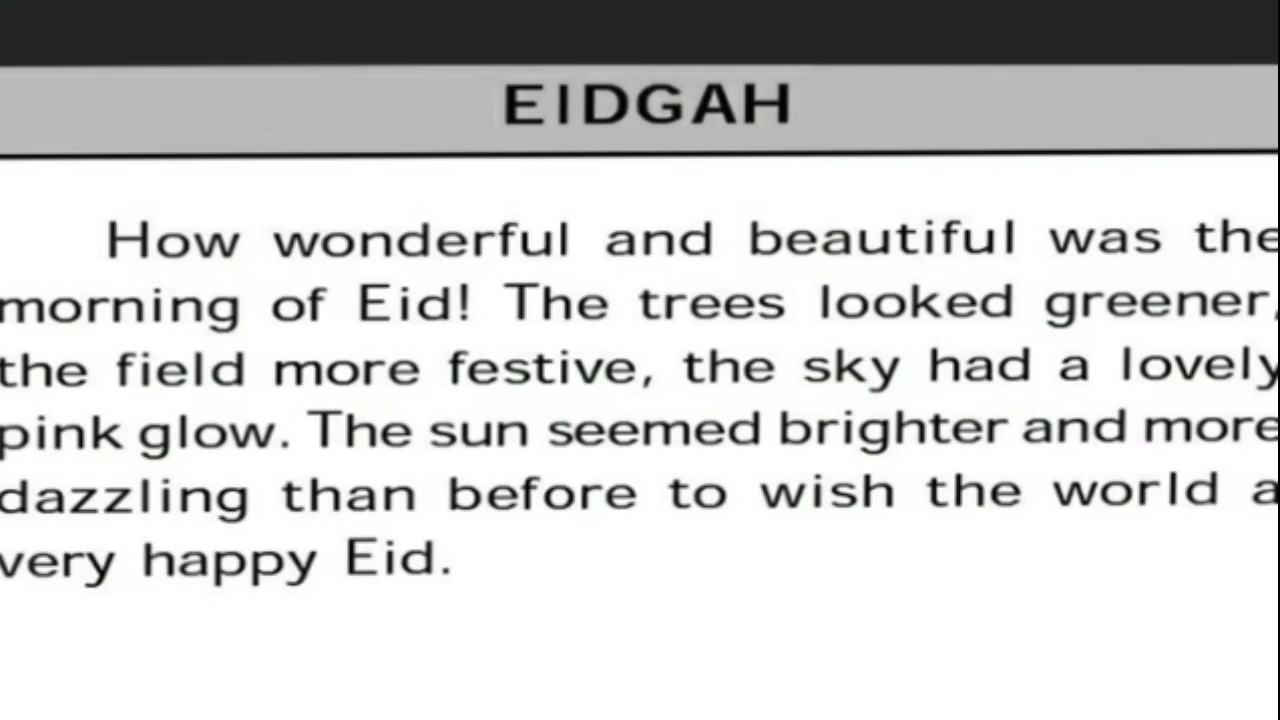 EIDGAH
How wonderful and beautiful was the
morning of Eid! The trees looked greener,
the field more festive, the sky had a lovely
pink glow. The sun seemed brighter and more
dazzling than before to wish the world a
very happy Eid.